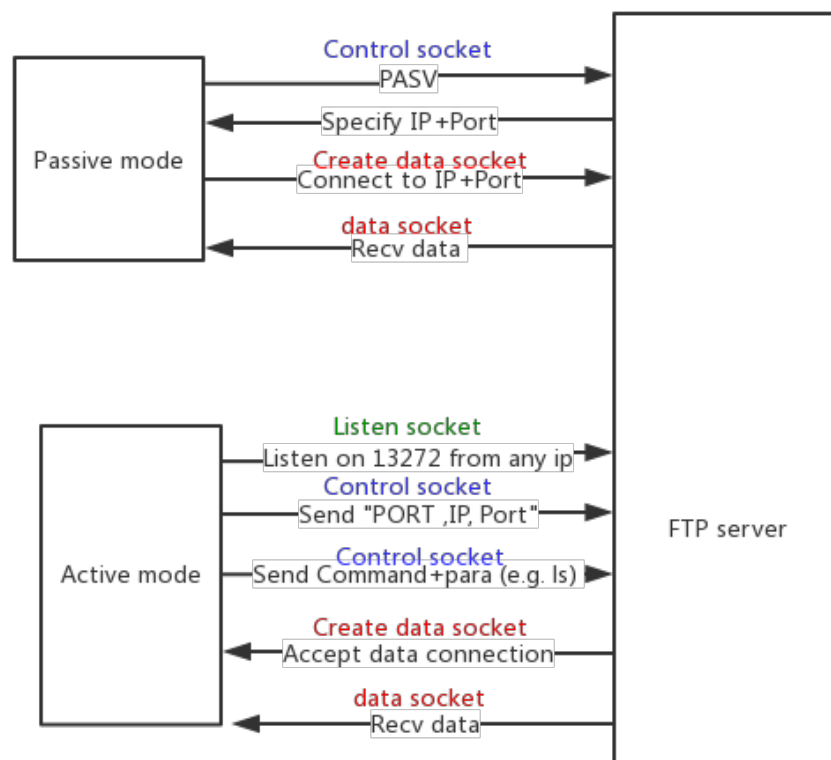 Control socket
PASV
Specify IP+Port
Passive mode
Create data socket
Connect to IP+Port
data socket
Recv data
Listen socket
Listen on 13272 from any ip
Control socket
Send "PORT ,IP, Port"
FTP server
Control socket
Active mode
Send Command+para (e.g. ls)
Create data socket
Accept data connection
data socket
Recv data